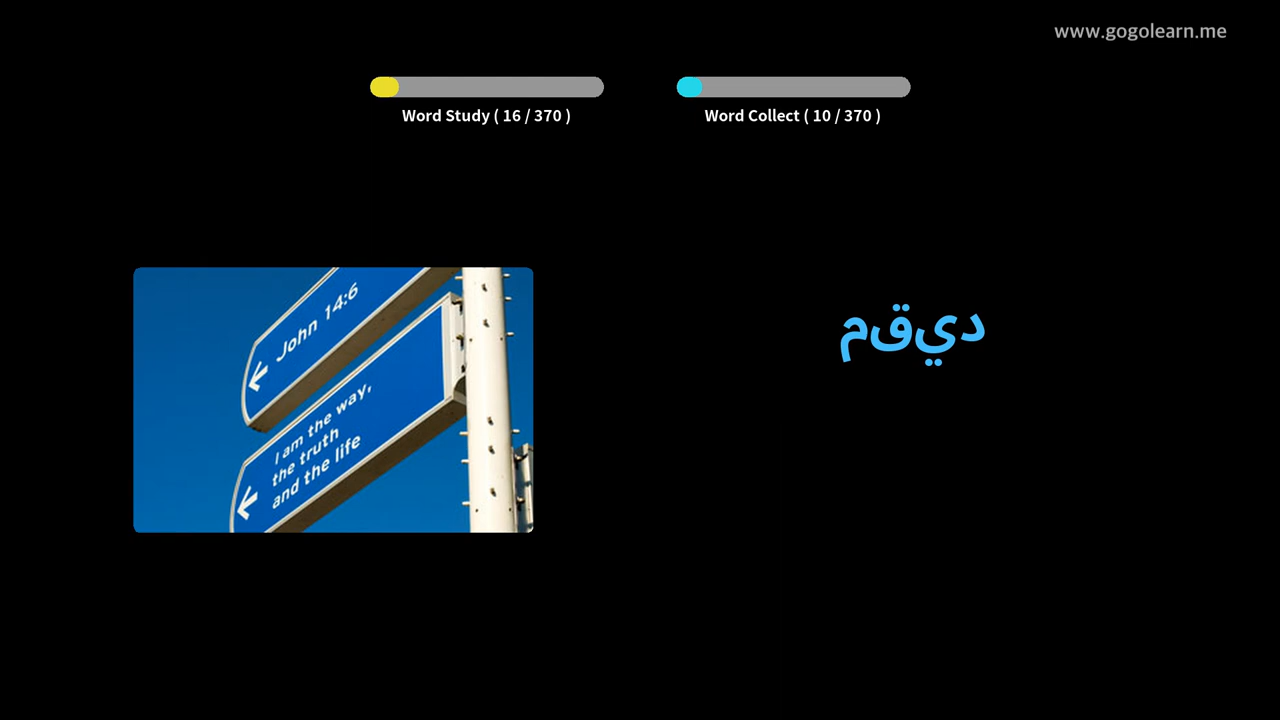 www.gogolearn.me
Word Study ( 16 / 370 )
Word Collect ( 10 / 370 )
John 14:6
I am the way,
the truth
and the life
ديقم